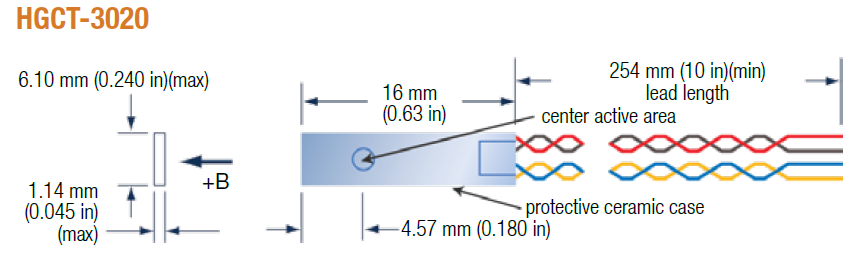 HGCT-3020
6.10 mm (0.240 in)(max)
16 mm
(0.63 in)
254 mm (10 in)(min)
lead length
center active area
+B
1.14 mm
(0.045 in)
(max)
protective ceramic case
4.57 mm (0.180 in)